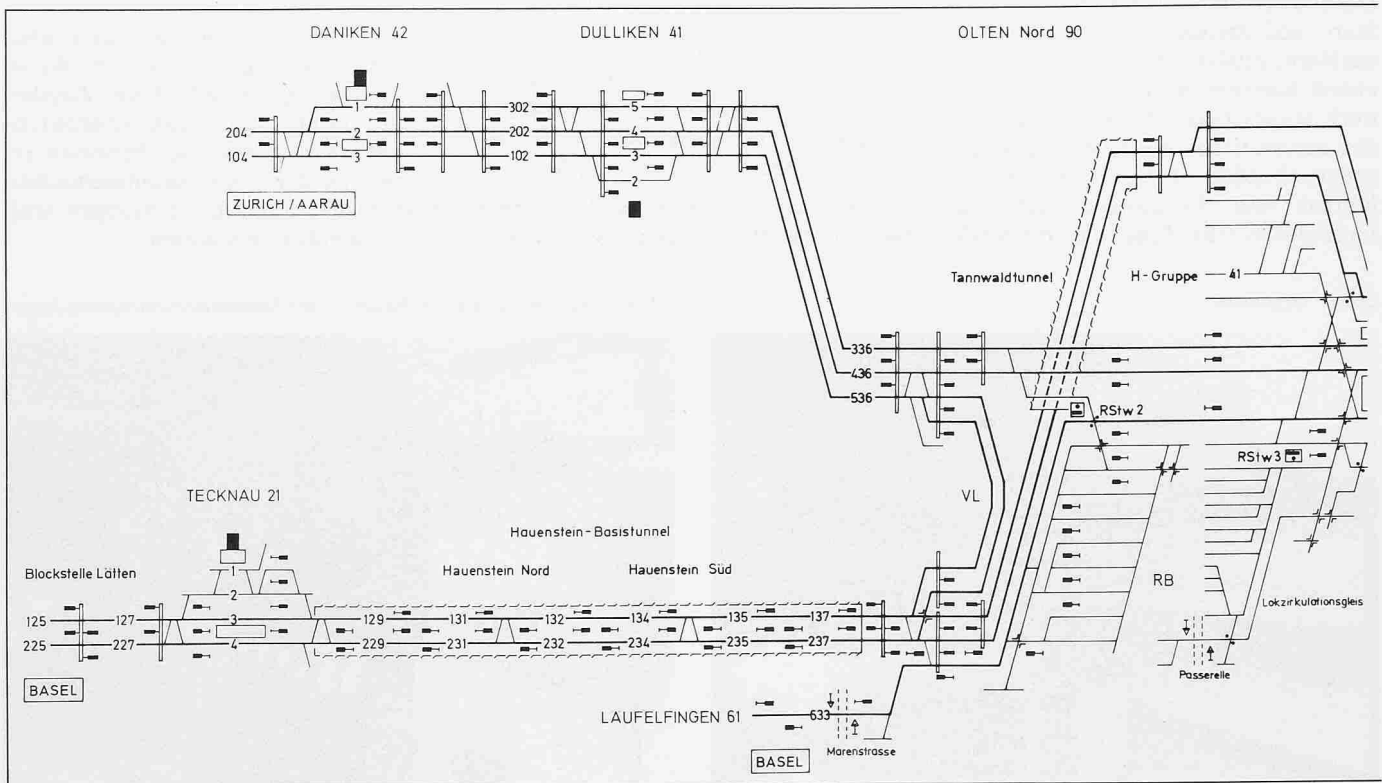 DANIKEN 42
DULLIKEN 41
OLTEN Nord 90
1
302
5
204
2
202
4
104
3
102
3
2
ZURICH / AARAU
Tannwaldtunnel
H-Gruppe
41
336
436
536
RStw 2
RStw 3
TECKNAU 21
VL
Hauenstein-Basistunnel
Blockstelle Lätten
1
Hauenstein Nord
Hauenstein Süd
RB
2
Lokzirkulationsgleis
125
127
3
129
131
132
134
135
137
225
227
4
229
231
232
234
235
237
BASEL
Passerelle
LAUFELFINGEN 61
633
BASEL
Marenstrasse